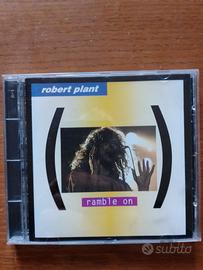 robert plant
ramble on
subito